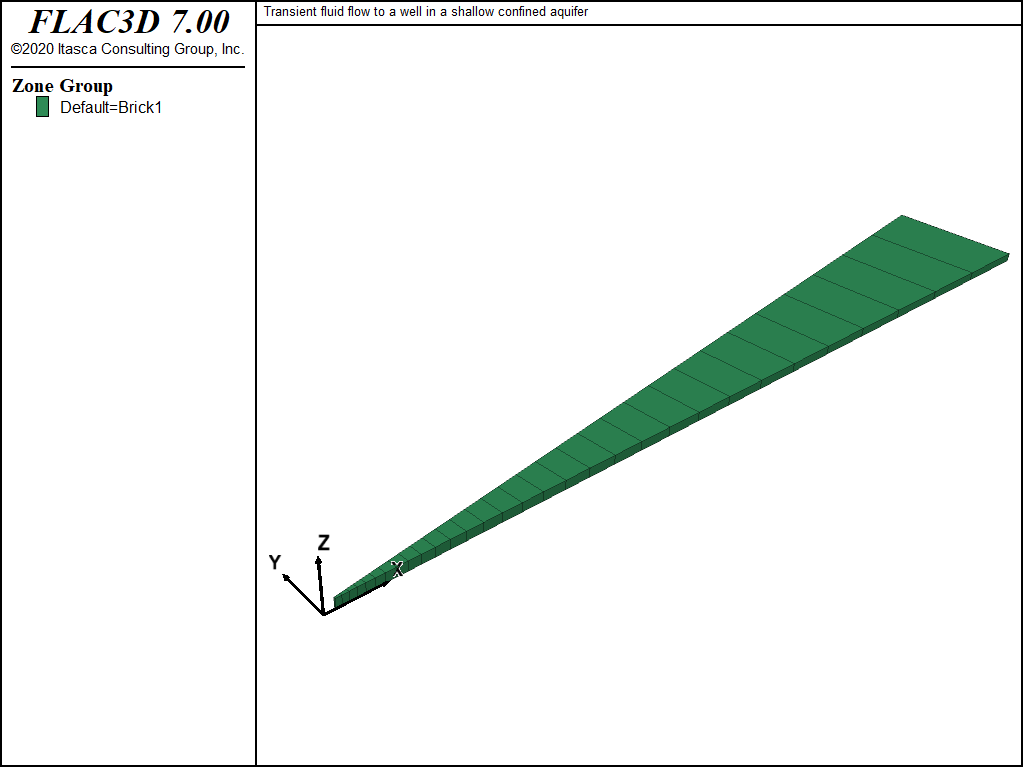 FLAC3D 7.00
©2020 Itasca Consulting Group, Inc.
Zone Group
Default=Brick1
Transient fluid flow to a well in a shallow confined aquifer
Z
Y
X